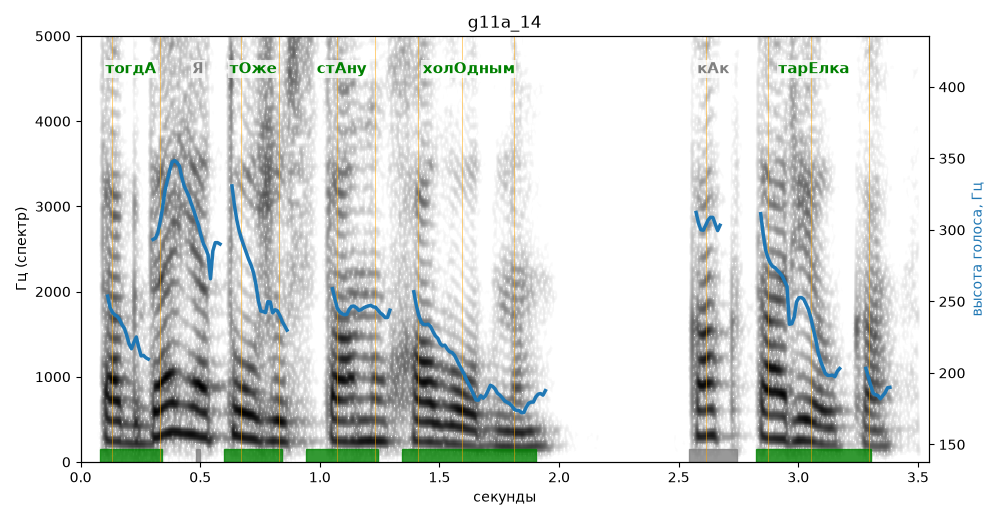 g11a_14
5000
4000
3000
2000
1000
0
Гц (спектр)
тогдА Я тОже стАну холОдным кАк тарЕлка
400
350
300
250
200
150
высота голоса, Гц
0.0 0.5 1.0 1.5 2.0 2.5 3.0 3.5
секунды